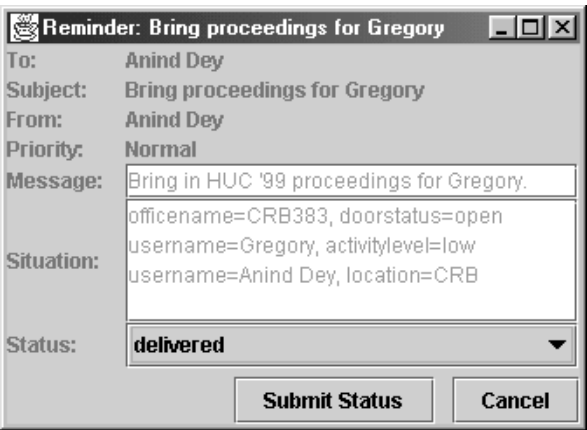 Reminder: Bring proceedings for Gregory
To: Anind Dey
Subject: Bring proceedings for Gregory
From: Anind Dey
Priority: Normal
Message: Bring in HUC '99 proceedings for Gregory.
Situation:
officename=CRB383, doorstatus=open
username=Gregory, activitylevel=low
username=Anind Dey, location=CRB
Status: delivered
Submit Status Cancel